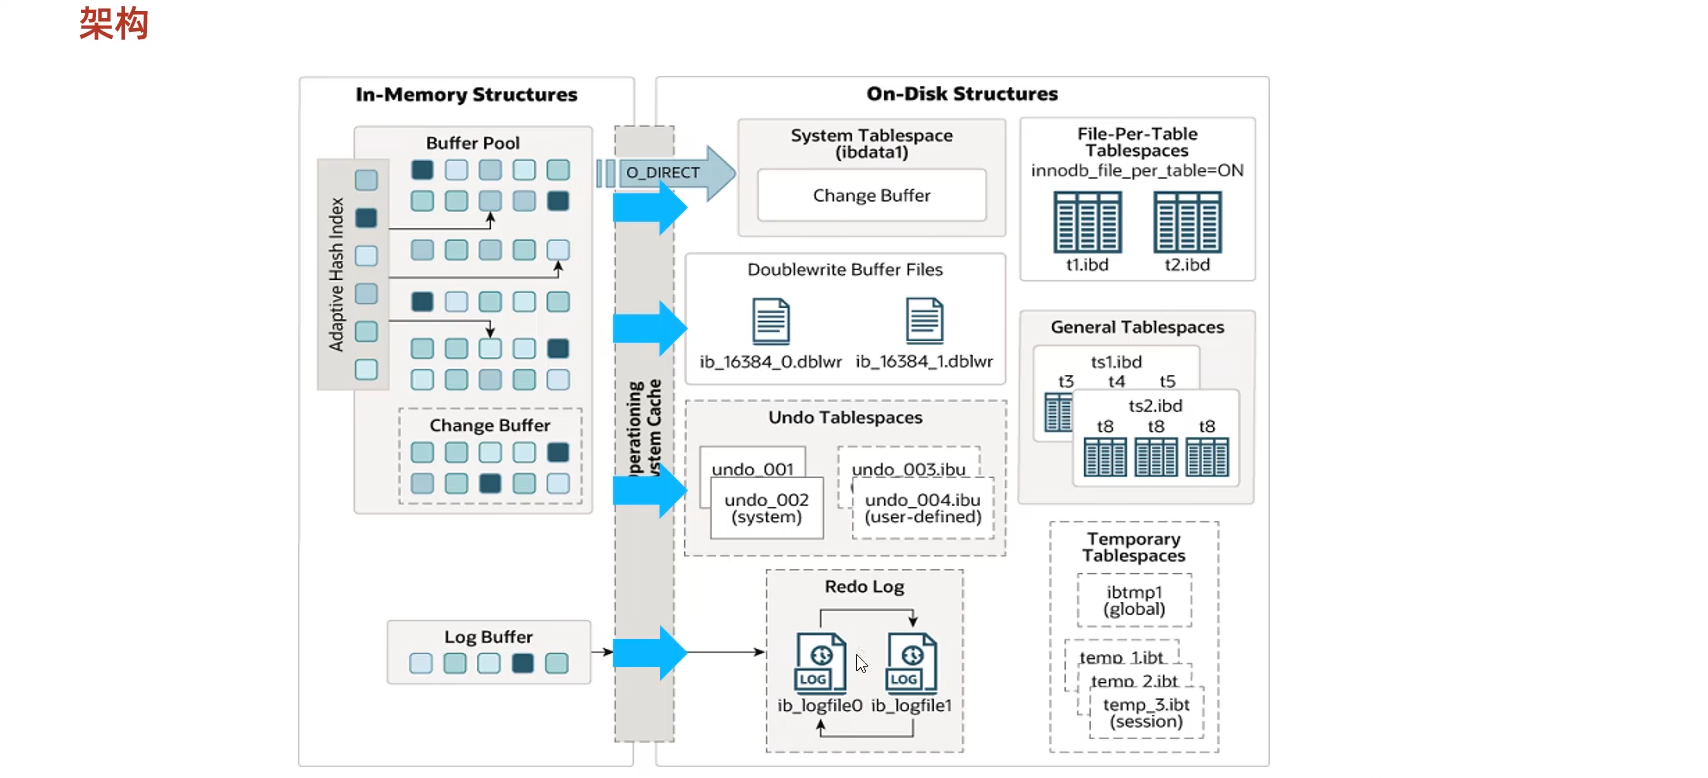 架构
In-Memory Structures
Buffer Pool
Adaptive Hash Index
Change Buffer
Log Buffer
O_DIRECT
On-Disk Structures
System Tablespace
(ibdata1)
Change Buffer
Doublewrite Buffer Files
ib_16384_0.dblwr
ib_16384_1.dblwr
Undo Tablespaces
undo_001
undo_002
(system)
undo_003.ibu
undo_004.ibu
(user-defined)
Redo Log
LOG
LOG
ib_logfile0
ib_logfile1
File-Per-Table
Tablespaces
innodb_file_per_table=ON
t1.ibd
t2.ibd
General Tablespaces
ts1.ibd
t3
t4
t5
ts2.ibd
t8
t8
t8
Temporary
Tablespaces
ibtmp1
(global)
temp_1.ibt
temp_2.ibt
temp_3.ibt
(session)
Cache